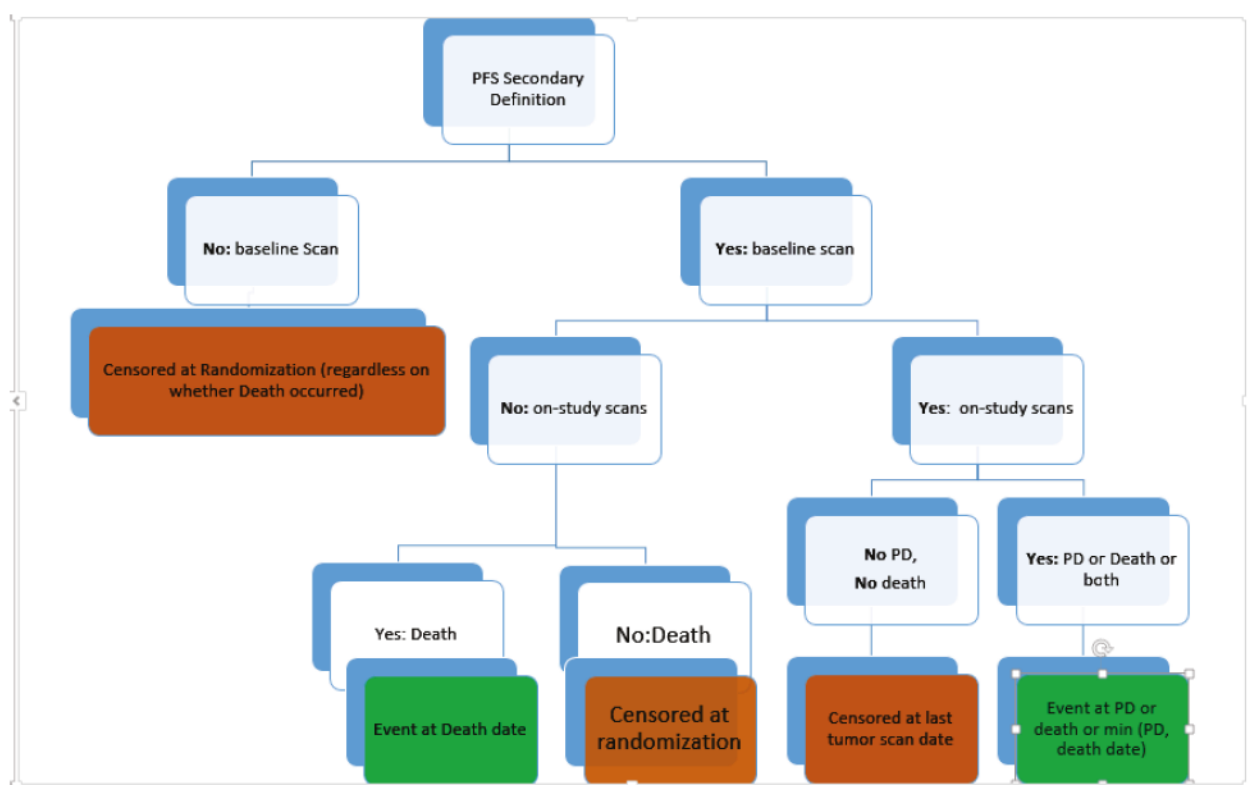 PFS Secondary
Definition
No: baseline Scan
Yes: baseline scan
Censored at Randomization (regardless on
whether Death occurred)
No: on-study scans
Yes:  on-study scans
No PD,
No death
Yes: PD or Death or
both
Yes: Death
No:Death
Event at Death date
Censored at
randomization
Censored at last
tumor scan date
Event at PD or
death or min (PD,
death date)